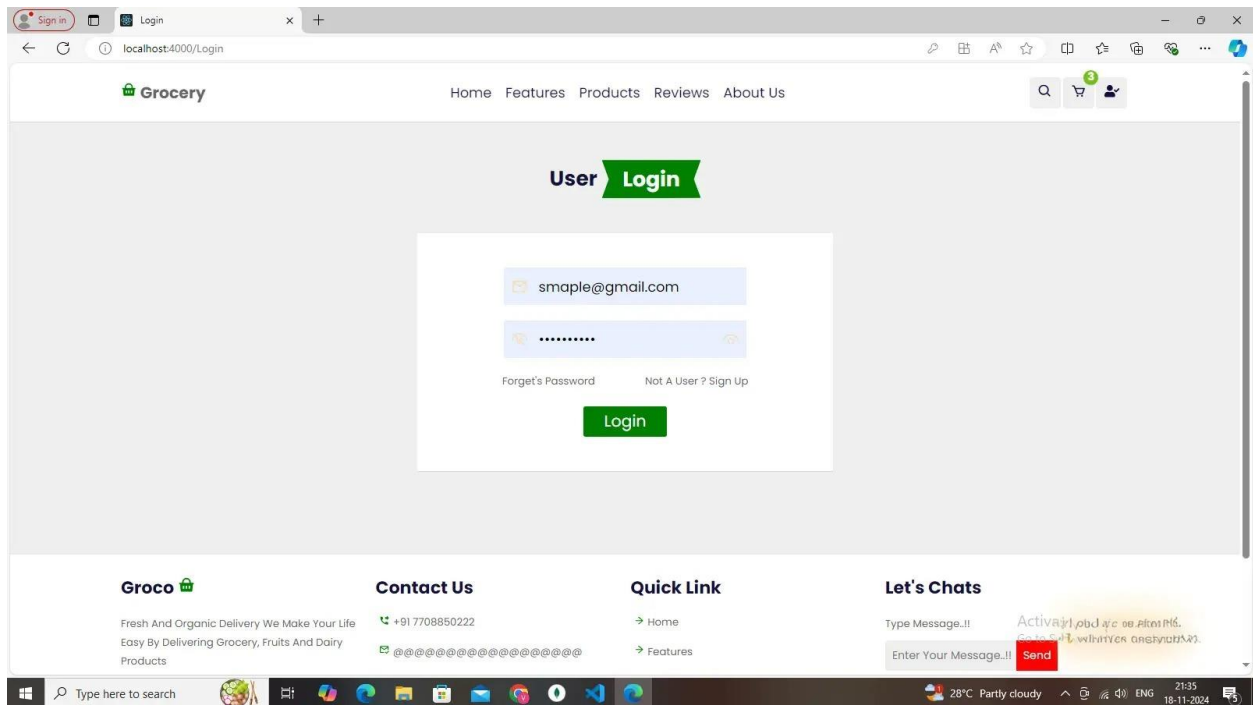 Sign in
Login
localhost:4000/Login
Grocery
Home Features Products Reviews About Us
3
User Login
smaple@gmail.com
Forget's Password Not A User ? Sign Up
Login
Groco
Contact Us
Quick Link
Let's Chats
Fresh And Organic Delivery We Make Your Life
Easy By Delivering Grocery, Fruits And Dairy
Products
+91 7708850222
@@@@@@@@@@@@@@@@@@
Home
Features
Type Message..!!
Enter Your Message..!! Send
Type here to search
28°C Partly cloudy
ENG
21:35
18-11-2024
5